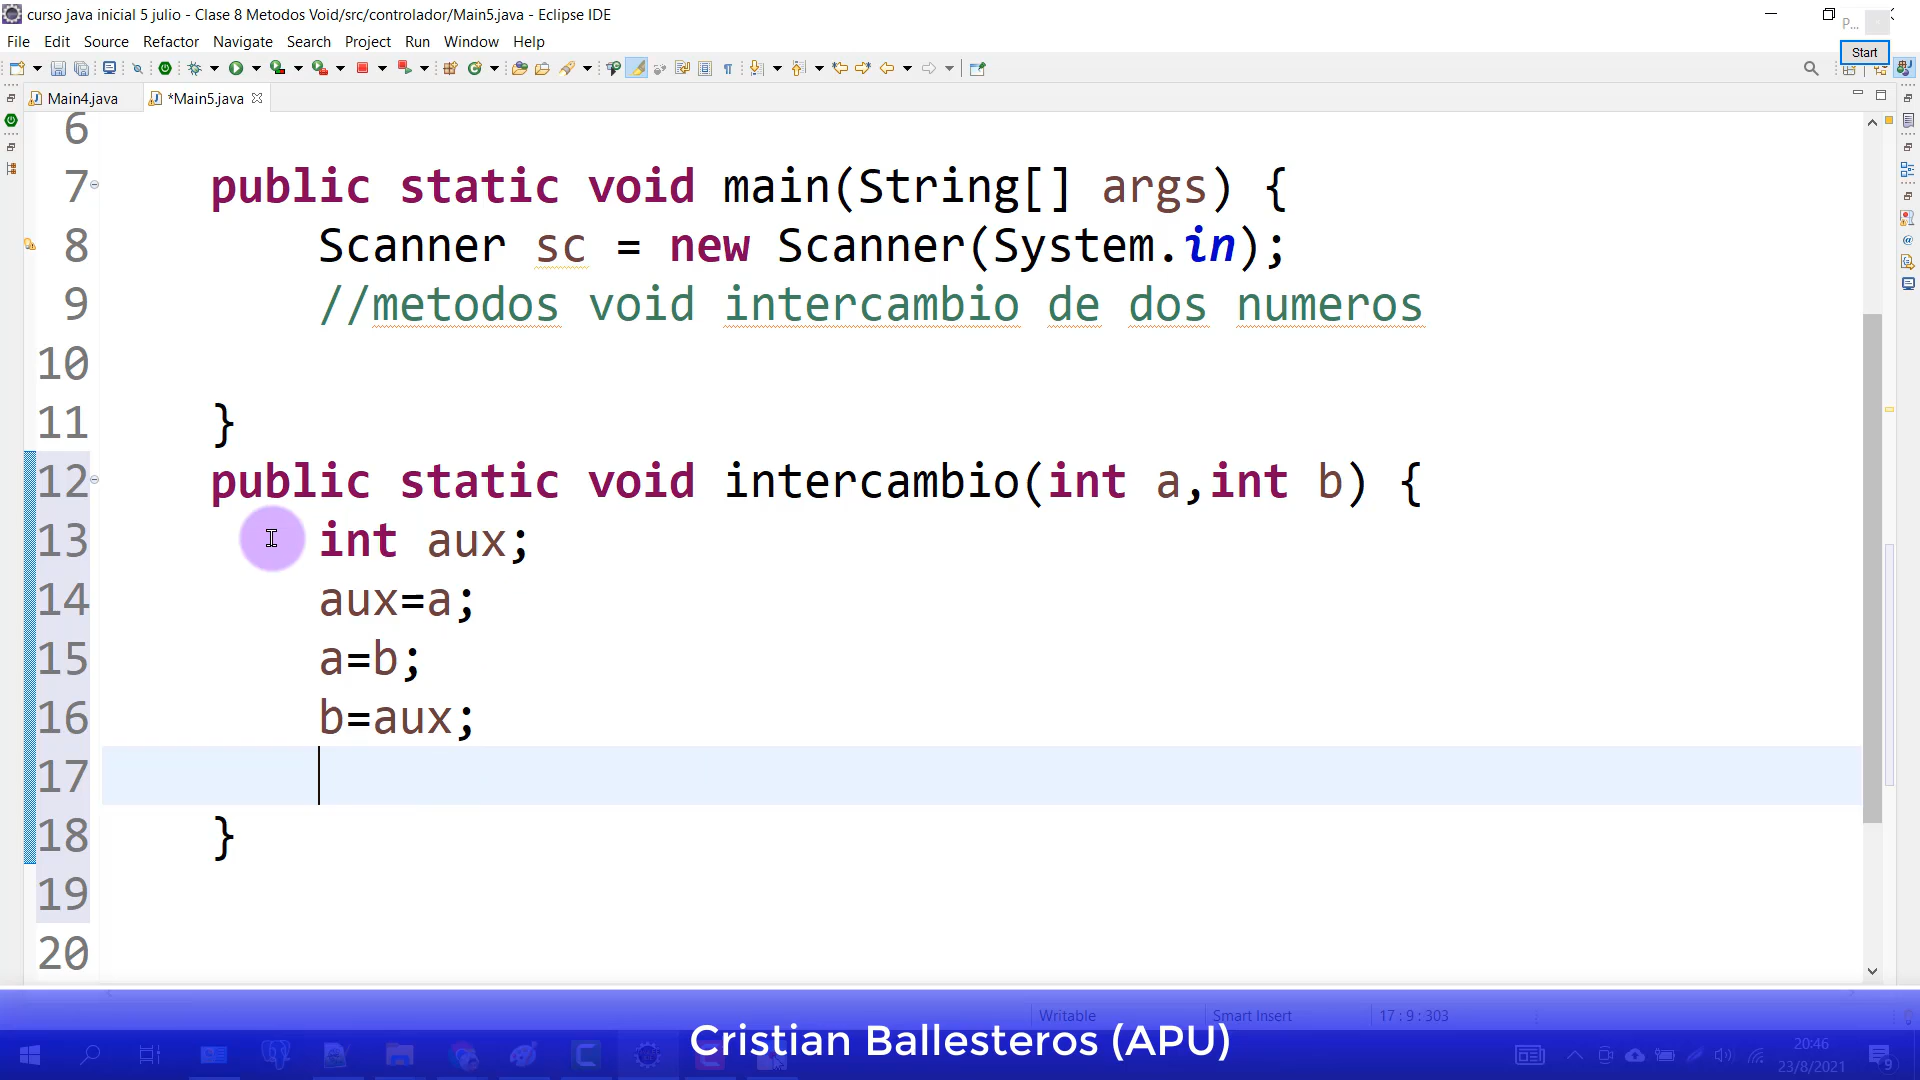 curso java inicial 5 julio - Clase 8 Metodos Void/src/controlador/Main5.java - Eclipse IDE
P...
File Edit Source Refactor Navigate Search Project Run Window Help
Start
Main4.java *Main5.java
6
7 public static void main(String[] args) {
8 Scanner sc = new Scanner(System.in);
9 //metodos void intercambio de dos numeros
10
11 }
12 public static void intercambio(int a,int b) {
13 int aux;
14 aux=a;
15 a=b;
16 b=aux;
17
18 }
19
20
Writable Smart Insert 17 : 9 : 303
Cristian Ballesteros (APU)
20:46
23/8/2021
9